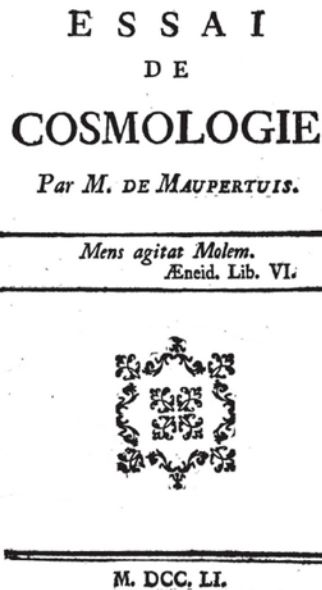 ESSAI
DE
COSMOLOGIE
Par M. DE MAUPERTUIS.
Mens agitat Molem.
Æneid. Lib. VI.
M. DCC. LI.